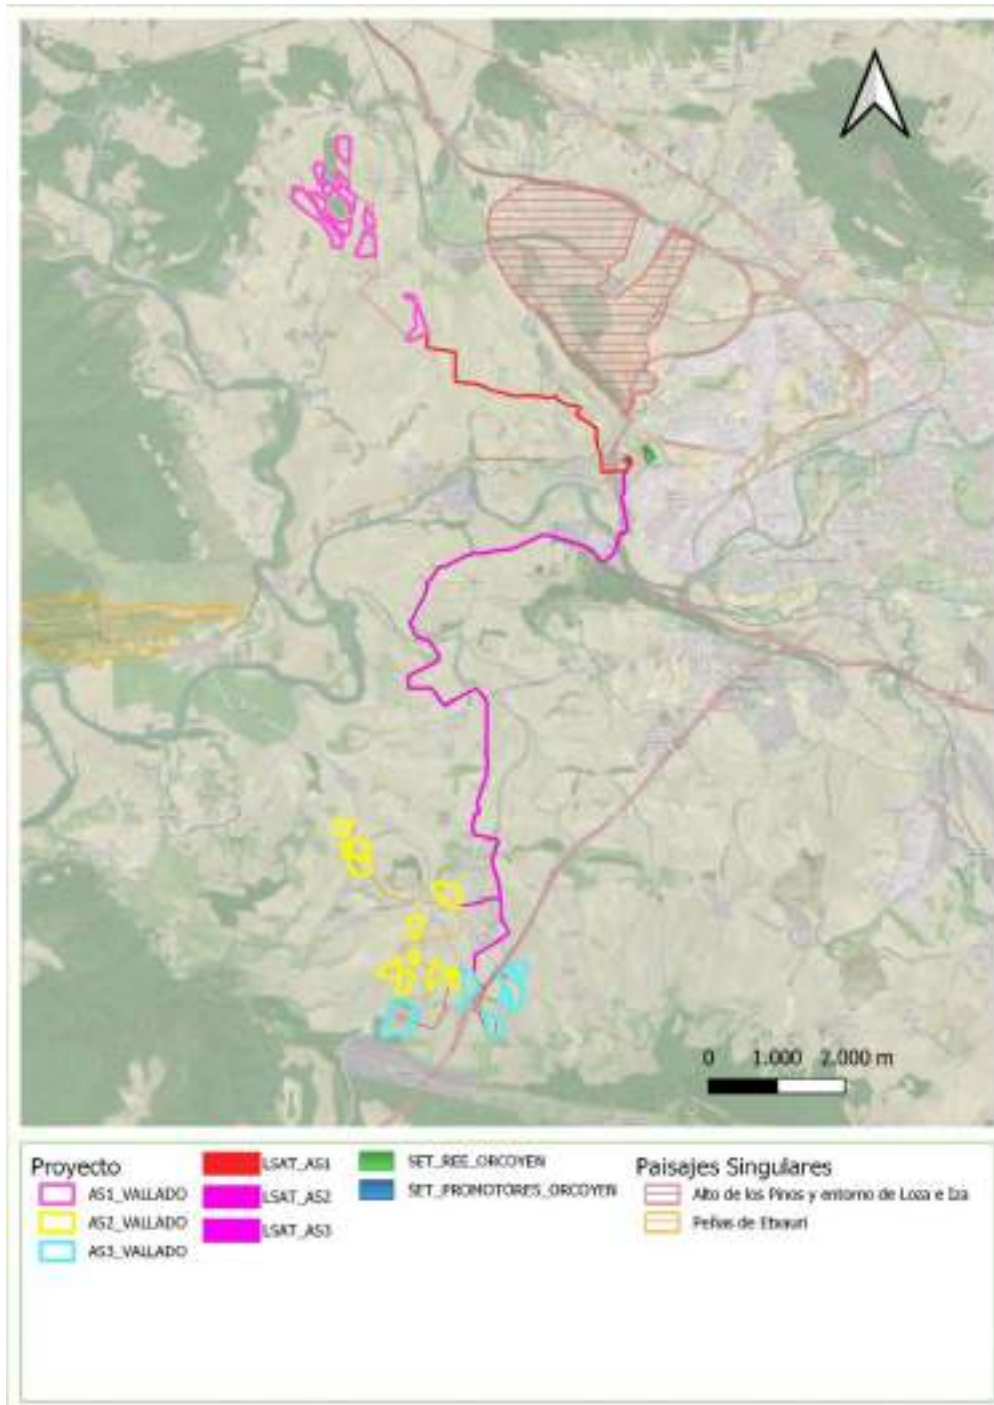 0 1.000 2.000 m
Proyecto
AS1_VALLADO
AS2_VALLADO
AS3_VALLADO
LSAT_AS1
LSAT_AS2
LSAT_AS3
SET_REE_ORCOYEN
SET_PROMOTORES_ORCOYEN
Paisajes Singulares
Alto de los Pinos y entorno de Loza e Iza
Peñas de Etxauri